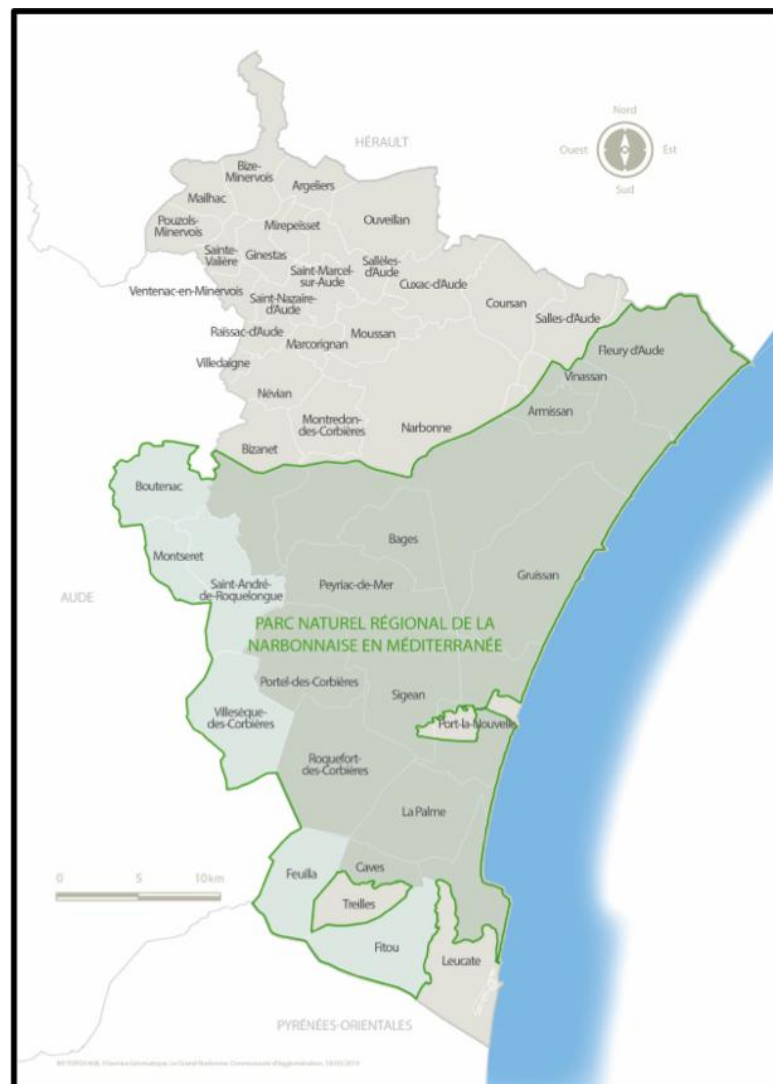 Nord
Ouest
Est
Sud
HÉRAULT
Bize-
Minervois
Argeliers
Mailhac
Pouzols-
Minervois
Mirepeisset
Ouveillan
Sainte-
Valière
Ginestas
Saint-Marcel-
sur-Aude
Sallèles-
d'Aude
Cuxac-d'Aude
Ventenac-en-Minervois
Saint-Nazaire-
d'Aude
Coursan
Salles-d'Aude
Raissac-d'Aude
Marcorignan
Moussan
Fleury d'Aude
Villedaigne
Vinassan
Névian
Armissan
Montredon-
des-Corbières
Narbonne
Bizanet
Boutenac
Bages
Montseret
Gruissan
Saint-André-
de-Roquelongue
Peyriac-de-Mer
AUDE
PARC NATUREL RÉGIONAL DE LA
NARBONNAISE EN MÉDITERRANÉE
Portel-des-Corbières
Sigean
Villesèque-
des-Corbières
Port-la-Nouvelle
Roquefort-
des-Corbières
La Palme
0
5
10 km
Feuilla
Caves
Treilles
Fitou
Leucate
PYRÉNÉES-ORIENTALES